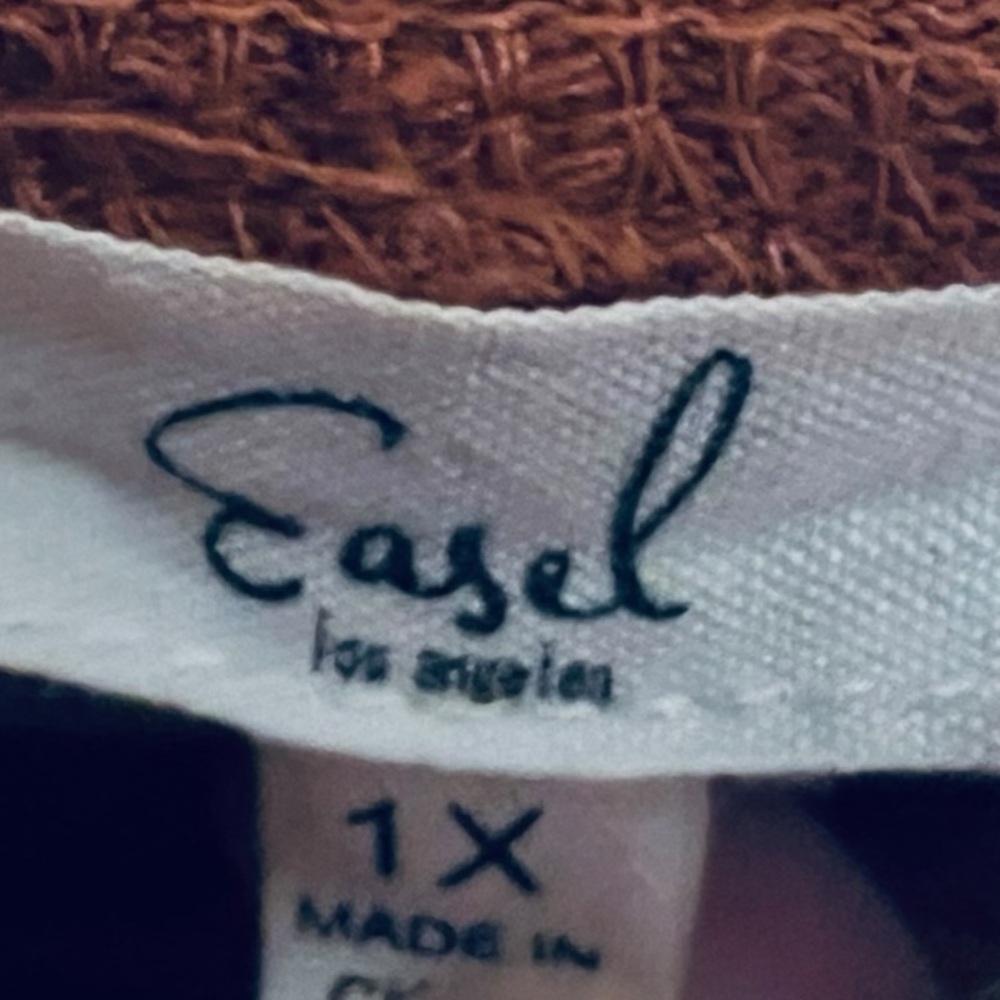 Easel
los angeles
1X
MADE IN